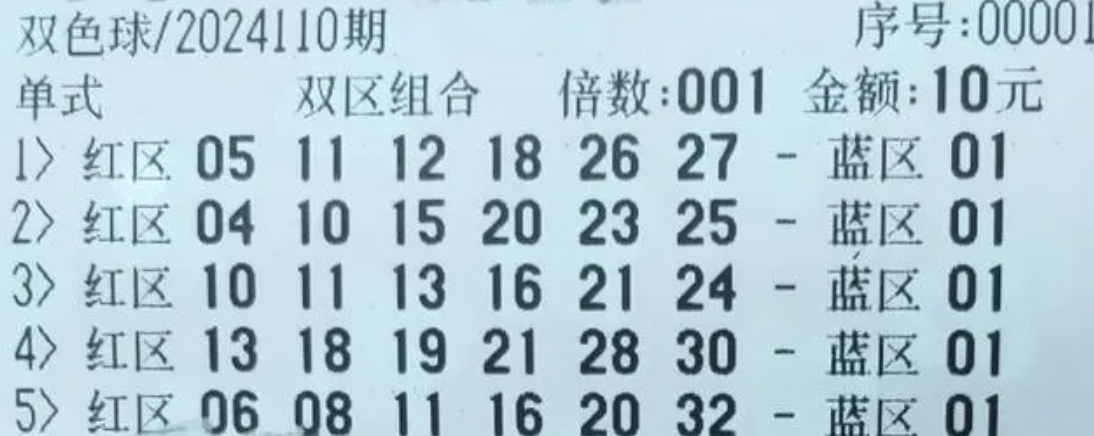 双色球/2024110期 序号:00001
单式 双区组合 倍数:001 金额:10元
1> 红区 05 11 12 18 26 27 - 蓝区 01
2> 红区 04 10 15 20 23 25 - 蓝区 01
3> 红区 10 11 13 16 21 24 - 蓝区 01
4> 红区 13 18 19 21 28 30 - 蓝区 01
5> 红区 06 08 11 16 20 32 - 蓝区 01